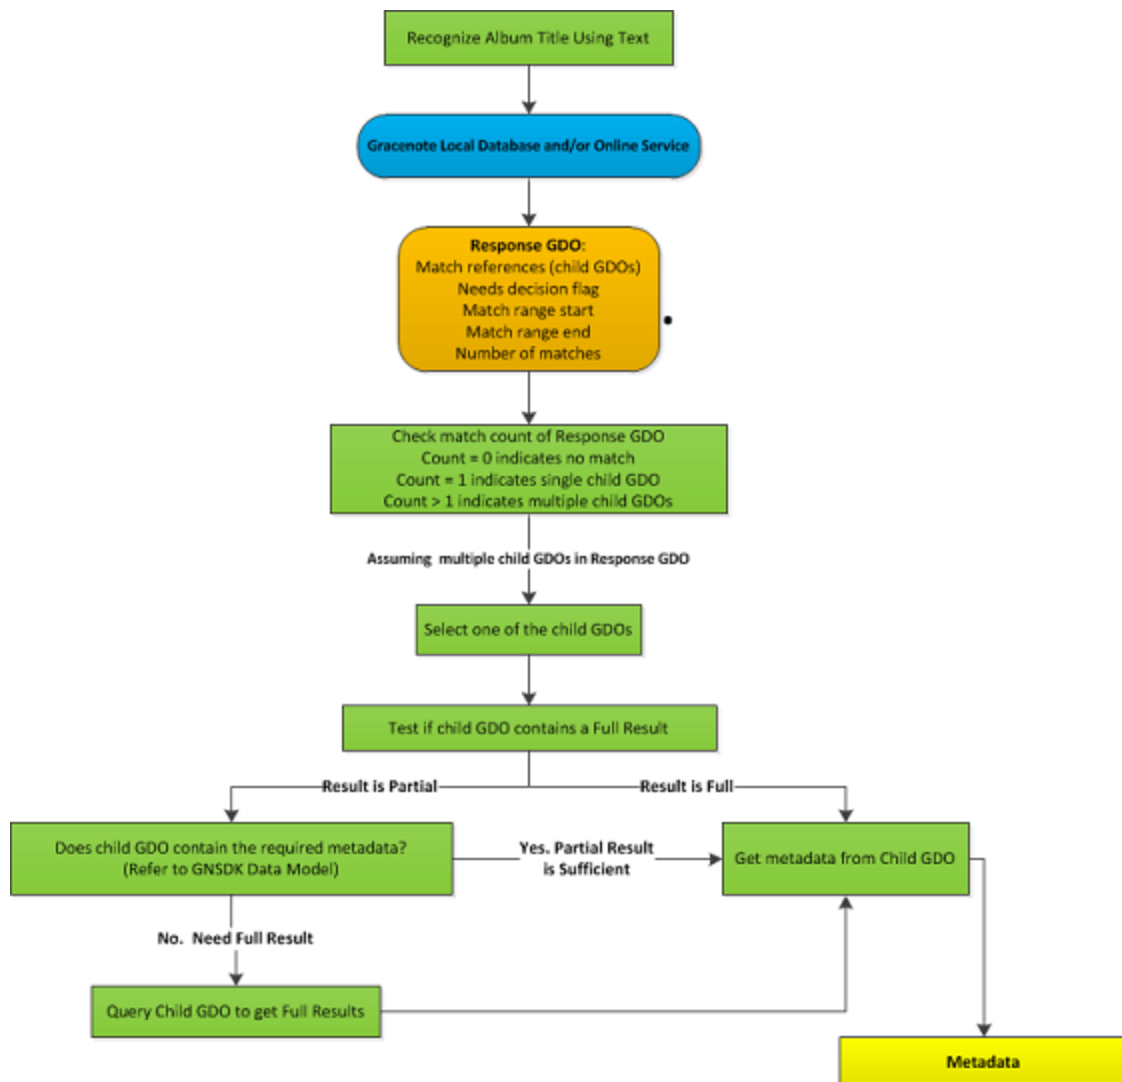 Recognize Album Title Using Text
Gracenote Local Database and/or Online Service
Response GDO:
Match references (child GDOs)
Needs decision flag
Match range start
Match range end
Number of matches
Check match count of Response GDO
Count = 0 indicates no match
Count = 1 indicates single child GDO
Count > 1 indicates multiple child GDOs
Assuming multiple child GDOs in Response GDO
Select one of the child GDOs
Test if child GDO contains a Full Result
Result is Partial
Result is Full
Does child GDO contain the required metadata?
(Refer to GNSDK Data Model)
Yes. Partial Result
is Sufficient
Get metadata from Child GDO
No. Need Full Result
Query Child GDO to get Full Results
Metadata